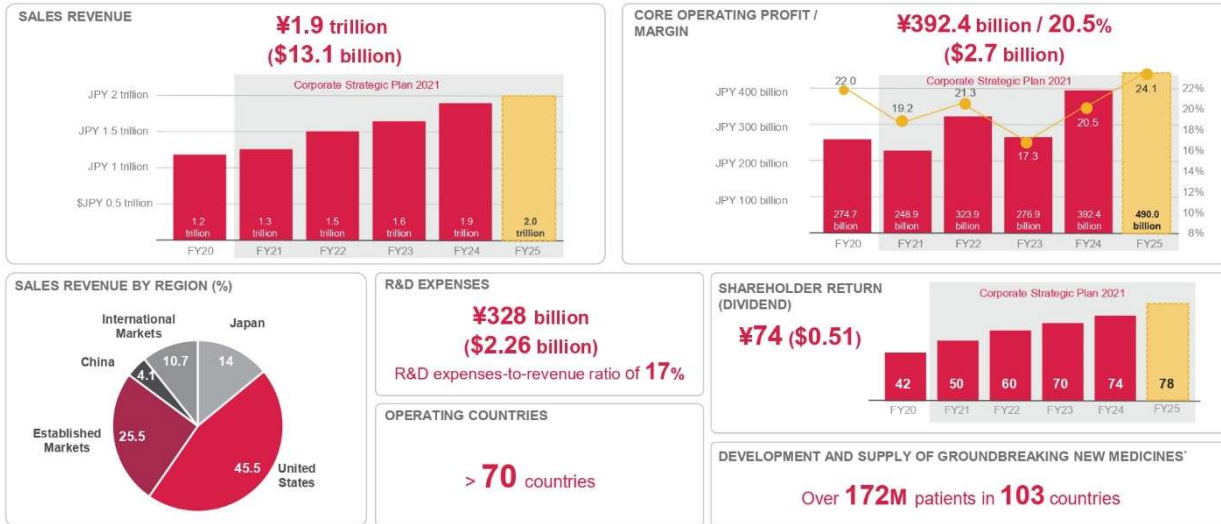 SALES REVENUE
¥1.9 trillion
($13.1 billion)
Corporate Strategic Plan 2021
JPY 2 trillion
JPY 1.5 trillion
JPY 1 trillion
$JPY 0.5 trillion
1.2 trillion
1.3 trillion
1.5 trillion
1.6 trillion
1.9 trillion
2.0 trillion
FY20 FY21 FY22 FY23 FY24 FY25
CORE OPERATING PROFIT /
MARGIN
¥392.4 billion / 20.5%
($2.7 billion)
Corporate Strategic Plan 2021
JPY 400 billion
JPY 300 billion
JPY 200 billion
JPY 100 billion
22.0
19.2
21.3
17.3
20.5
24.1
274.7 billion
248.9 billion
323.9 billion
276.9 billion
392.4 billion
490.0 billion
FY20 FY21 FY22 FY23 FY24 FY25
22%
20%
18%
16%
14%
12%
10%
8%
SALES REVENUE BY REGION (%)
International
Markets
Japan
China
10.7
14
4.1
Established
Markets
25.5
45.5
United
States
R&D EXPENSES
¥328 billion
($2.26 billion)
R&D expenses-to-revenue ratio of 17%
OPERATING COUNTRIES
> 70 countries
SHAREHOLDER RETURN
(DIVIDEND)
¥74 ($0.51)
Corporate Strategic Plan 2021
42 50 60 70 74 78
FY20 FY21 FY22 FY23 FY24 FY25
DEVELOPMENT AND SUPPLY OF GROUNDBREAKING NEW MEDICINES*
Over 172M patients in 103 countries